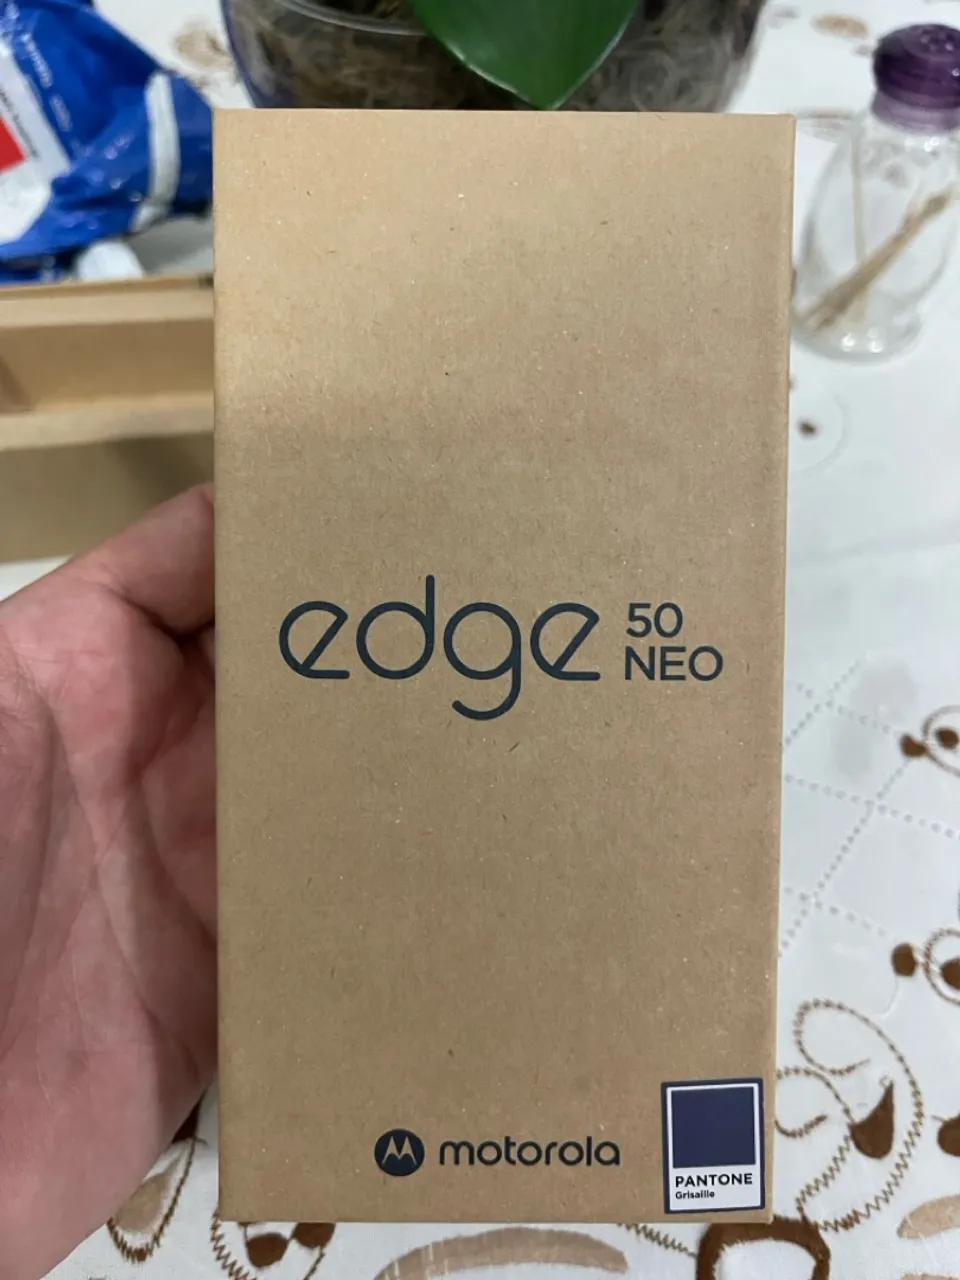 edge 50
NEO
motorola
PANTONE
Grisaille